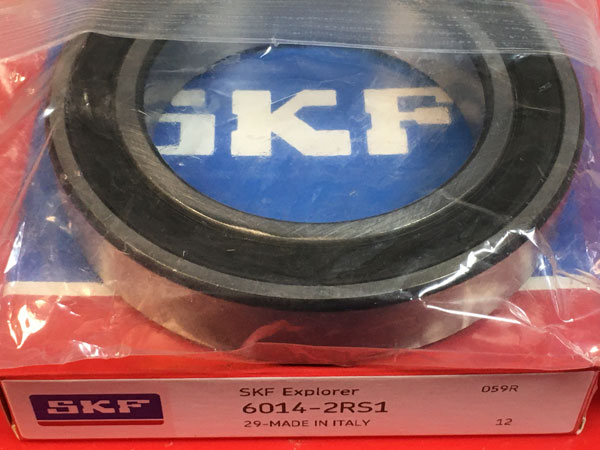 SKF
SKF
SKF Explorer
6014-2RS1
29-MADE IN ITALY
059R
12